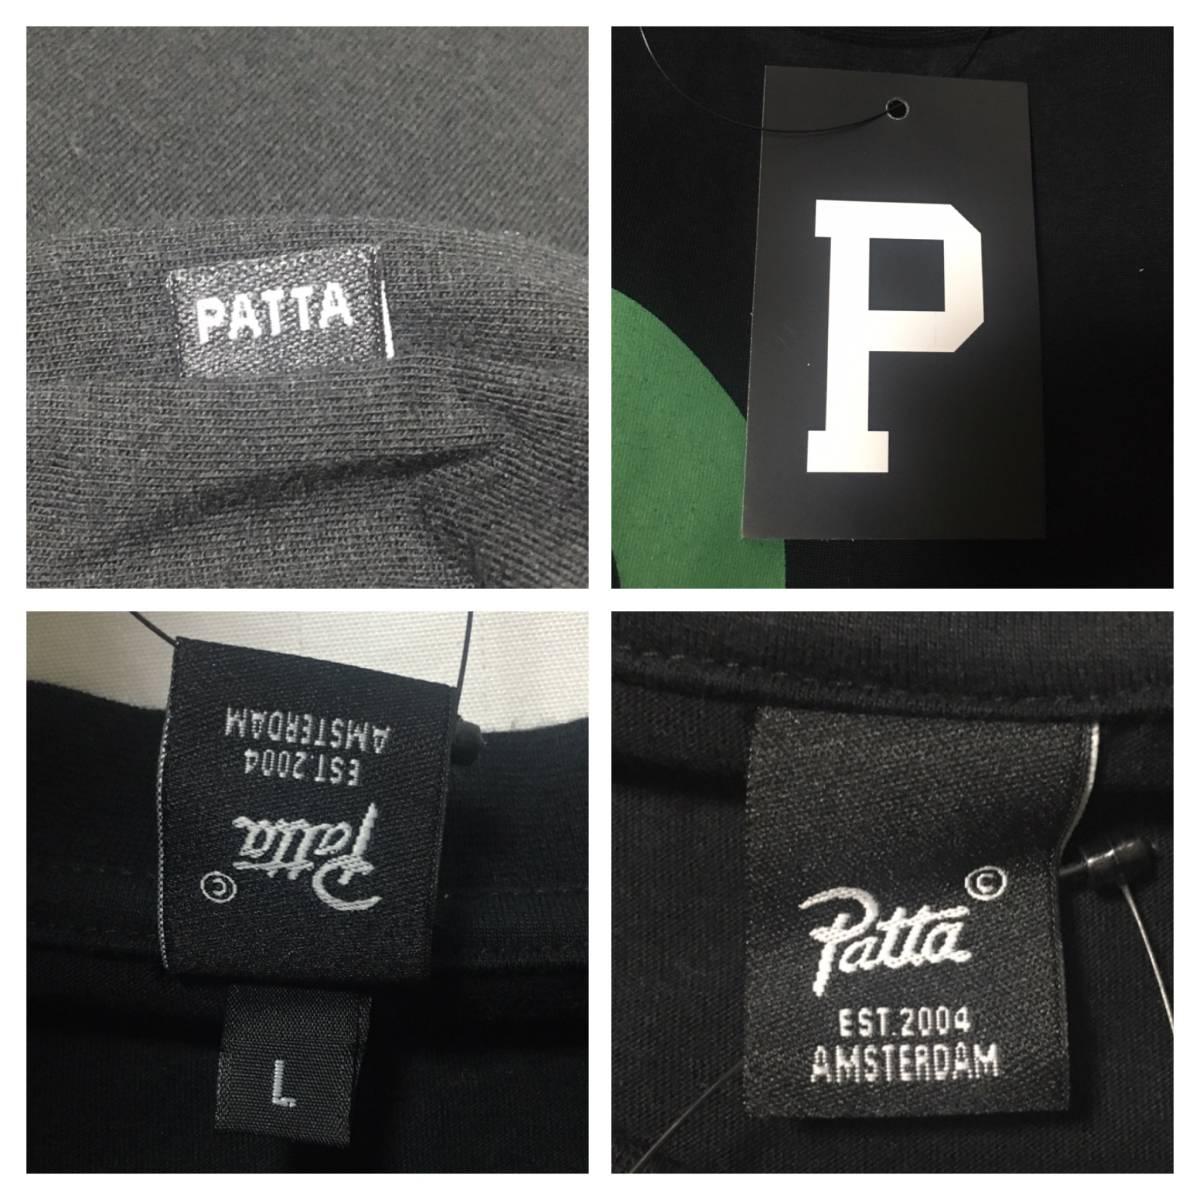 PATTA
P
Patta ©
EST.2004
AMSTERDAM
L
Patta ©
EST.2004
AMSTERDAM